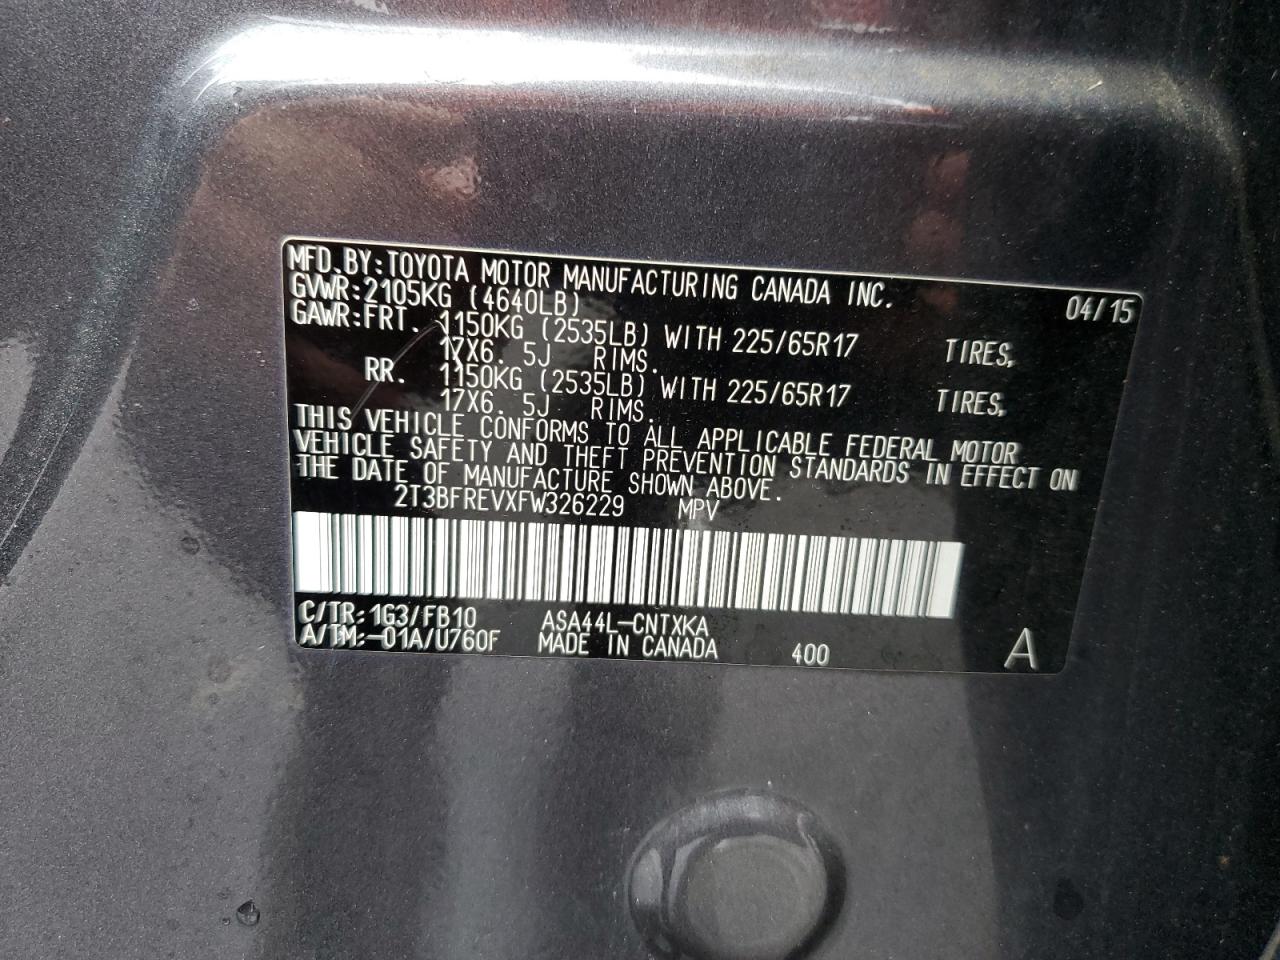 MFD.BY:TOYOTA MOTOR MANUFACTURING CANADA INC. 04/15
GVWR:2105KG (4640LB)
GAWR:FRT. 1150KG (2535LB) WITH 225/65R17 TIRES,
17X6. 5J RIMS.
RR. 1150KG (2535LB) WITH 225/65R17 TIRES,
17X6. 5J RIMS.
THIS VEHICLE CONFORMS TO ALL APPLICABLE FEDERAL MOTOR
VEHICLE SAFETY AND THEFT PREVENTION STANDARDS IN EFFECT ON
THE DATE OF MANUFACTURE SHOWN ABOVE.
2T3BFREVXFW326229 MPV
C/TR:1G3/FB10 ASA44L-CNTXKA
A/TM:-01A/U760F MADE IN CANADA 400 A